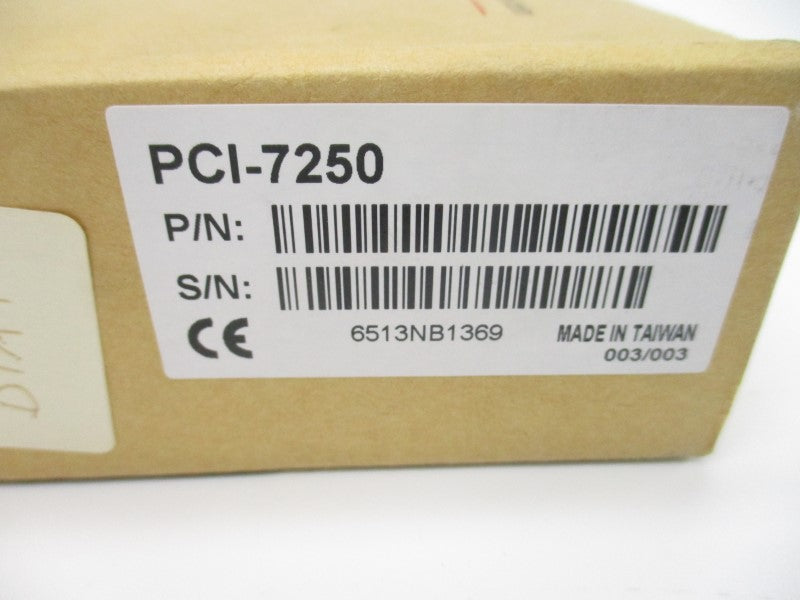 PCI-7250
P/N:
S/N:
CE 6513NB1369 MADE IN TAIWAN
003/003